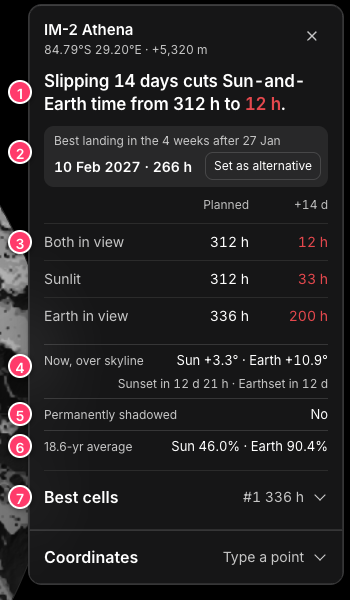 IM-2 Athena
84.79°S 29.20°E · +5,320 m
1
Slipping 14 days cuts Sun-and-
Earth time from 312 h to 12 h.
2
Best landing in the 4 weeks after 27 Jan
10 Feb 2027 · 266 h
Set as alternative
Planned +14 d
3
Both in view 312 h 12 h
Sunlit 312 h 33 h
Earth in view 336 h 200 h
4
Now, over skyline Sun +3.3° · Earth +10.9°
Sunset in 12 d 21 h · Earthset in 12 d
5
Permanently shadowed No
6
18.6-yr average Sun 46.0% · Earth 90.4%
7
Best cells #1 336 h
Coordinates Type a point